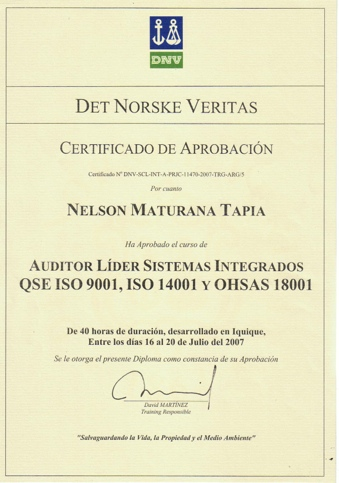 DNV
DET NORSKE VERITAS
CERTIFICADO DE APROBACIÓN
Certificado Nº DNV-SCL-INT-A-PRJC-11470-2007-TRG-ARG/5
Por cuanto
NELSON MATURANA TAPIA
Ha Aprobado el curso de
AUDITOR LÍDER SISTEMAS INTEGRADOS
QSE ISO 9001, ISO 14001 Y OHSAS 18001
De 40 horas de duración, desarrollado en Iquique,
Entre los días 16 al 20 de Julio del 2007
Se le otorga el presente Diploma como constancia de su Aprobación
David MARTÍNEZ
Training Responsible
"Salvaguardando la Vida, la Propiedad y el Medio Ambiente"